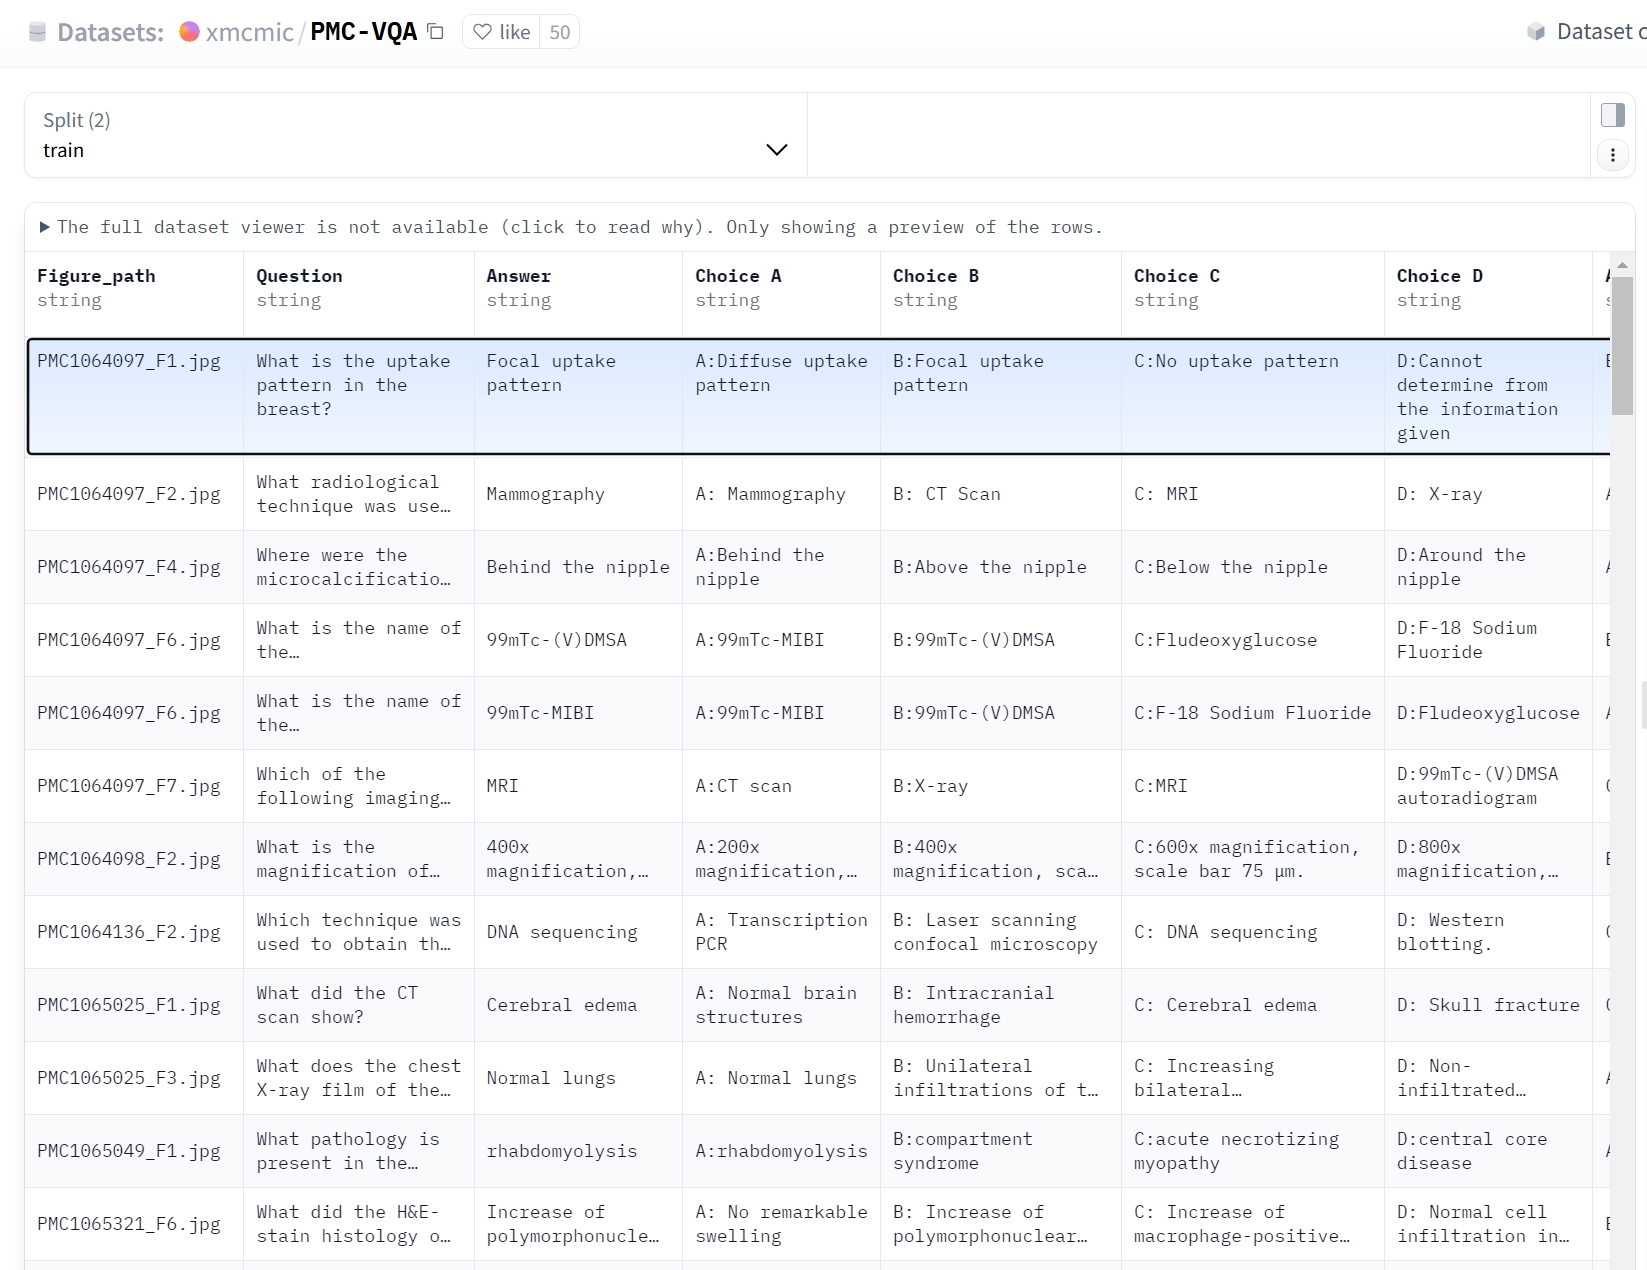 Datasets: xmcmic/PMC-VQA like 50 Dataset c
Split (2)
train
The full dataset viewer is not available (click to read why). Only showing a preview of the rows.
Figure_path Question Answer Choice A Choice B Choice C Choice D
string string string string string string string
PMC1064097_F1.jpg What is the uptake Focal uptake A:Diffuse uptake B:Focal uptake C:No uptake pattern D:Cannot
pattern in the pattern pattern pattern determine from
breast? the information
given
What radiological
PMC1064097_F2.jpg Mammography A: Mammography B: CT Scan C: MRI D: X-ray
technique was use…
Where were the A:Behind the D:Around the
PMC1064097_F4.jpg Behind the nipple B:Above the nipple C:Below the nipple
microcalcificatio… nipple nipple
What is the name of D:F-18 Sodium
PMC1064097_F6.jpg 99mTc-(V)DMSA A:99mTc-MIBI B:99mTc-(V)DMSA C:Fludeoxyglucose
the… Fluoride
What is the name of
PMC1064097_F6.jpg 99mTc-MIBI A:99mTc-MIBI B:99mTc-(V)DMSA C:F-18 Sodium Fluoride D:Fludeoxyglucose
the…
Which of the D:99mTc-(V)DMSA
PMC1064097_F7.jpg MRI A:CT scan B:X-ray C:MRI
following imaging… autoradiogram
What is the 400x A:200x B:400x C:600x magnification, D:800x
PMC1064098_F2.jpg
magnification of… magnification,… magnification,… magnification, sca… scale bar 75 μm. magnification,…
Which technique was A: Transcription B: Laser scanning D: Western
PMC1064136_F2.jpg DNA sequencing C: DNA sequencing
used to obtain th… PCR confocal microscopy blotting.
What did the CT A: Normal brain B: Intracranial
PMC1065025_F1.jpg Cerebral edema C: Cerebral edema D: Skull fracture
scan show? structures hemorrhage
What does the chest B: Unilateral C: Increasing D: Non-
PMC1065025_F3.jpg Normal lungs A: Normal lungs
X-ray film of the… infiltrations of t… bilateral… infiltrated…
What pathology is B:compartment C:acute necrotizing D:central core
PMC1065049_F1.jpg rhabdomyolysis A:rhabdomyolysis
present in the… syndrome myopathy disease
What did the H&E- Increase of A: No remarkable B: Increase of C: Increase of D: Normal cell
PMC1065321_F6.jpg
stain histology o… polymorphonucle… swelling polymorphonuclear… macrophage-positive… infiltration in…